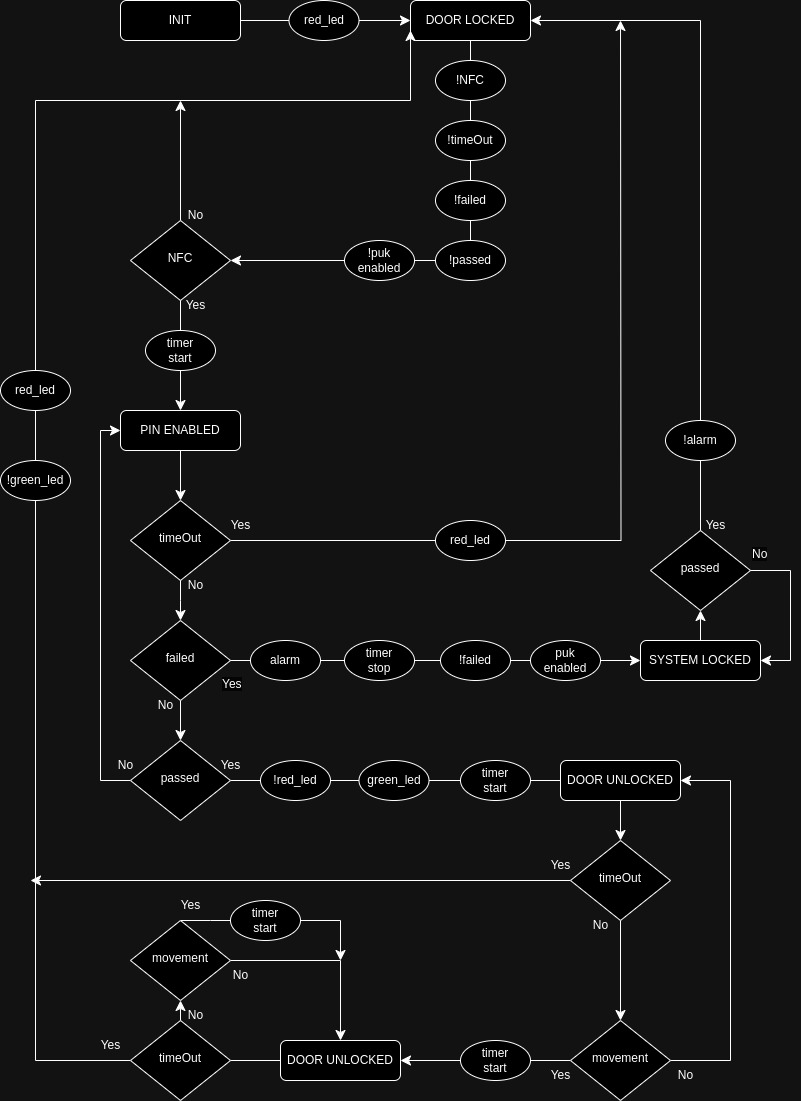 INIT
red_led
DOOR LOCKED
!NFC
!timeOut
!failed
No
NFC
!puk
enabled
!passed
Yes
timer
start
red_led
!green_led
PIN ENABLED
!alarm
timeOut
Yes
red_led
Yes
No
passed
No
failed
alarm
timer
stop
!failed
puk
enabled
SYSTEM LOCKED
Yes
No
No
passed
Yes
!red_led
green_led
timer
start
DOOR UNLOCKED
Yes
timeOut
No
Yes
timer
start
movement
No
No
Yes
timeOut
DOOR UNLOCKED
timer
start
Yes
movement
No